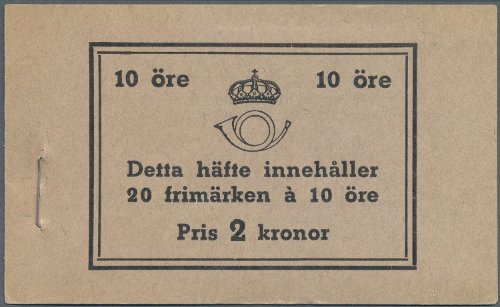 10 öre 10 öre
Detta häfte innehåller
20 frimärken à 10 öre
Pris 2 kronor